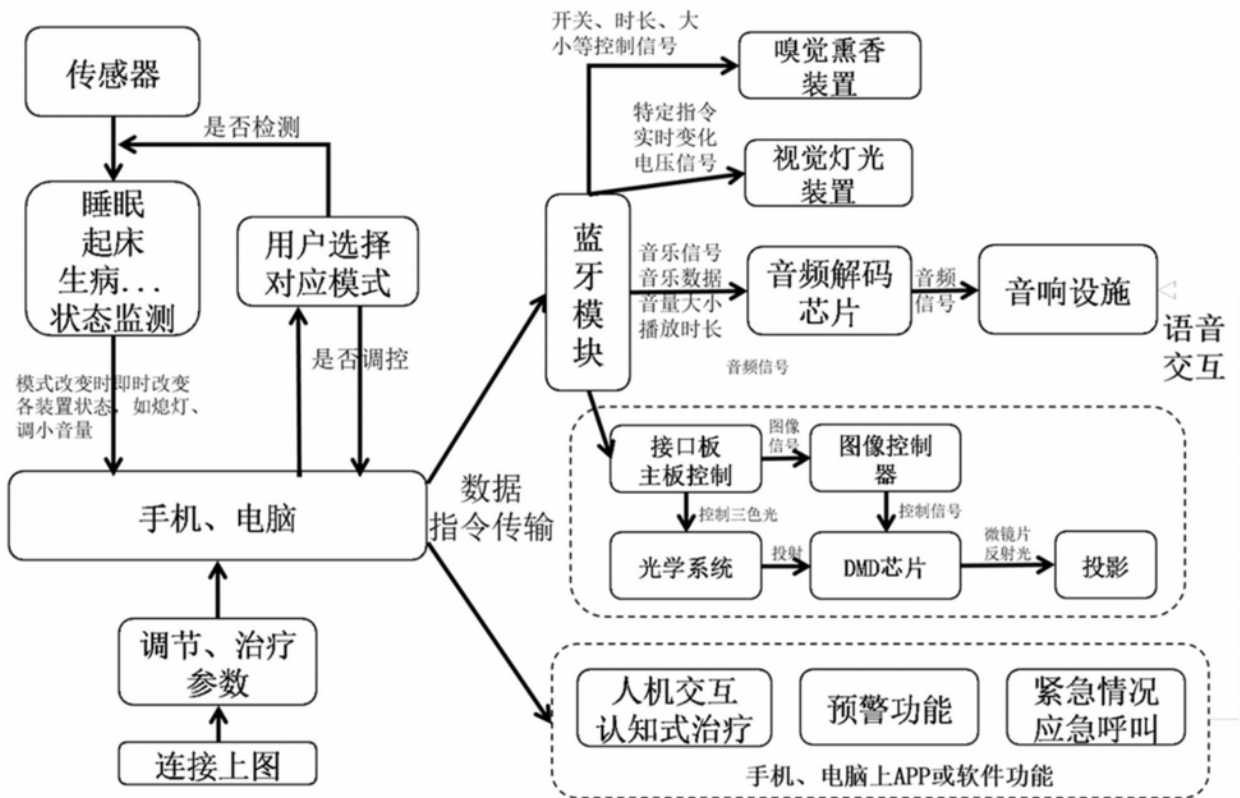 传感器
是否检测
睡眠
起床
生病...
状态监测
用户选择
对应模式
是否调控
模式改变时即时改变
各装置状态，如熄灯、
调小音量
手机、电脑
调节、治疗
参数
连接上图
数据
指令传输
蓝牙模块
开关、时长、大
小等控制信号
嗅觉熏香
装置
特定指令
实时变化
电压信号
视觉灯光
装置
音乐信号
音乐数据
音量大小
播放时长
音频解码
芯片
音频
信号
音响设施
语音
交互
音频信号
接口板
主板控制
图像
信号
图像控制
器
控制三色光
控制信号
光学系统
投射
DMD芯片
微镜片
反射光
投影
人机交互
认知式治疗
预警功能
紧急情况
应急呼叫
手机、电脑上APP或软件功能